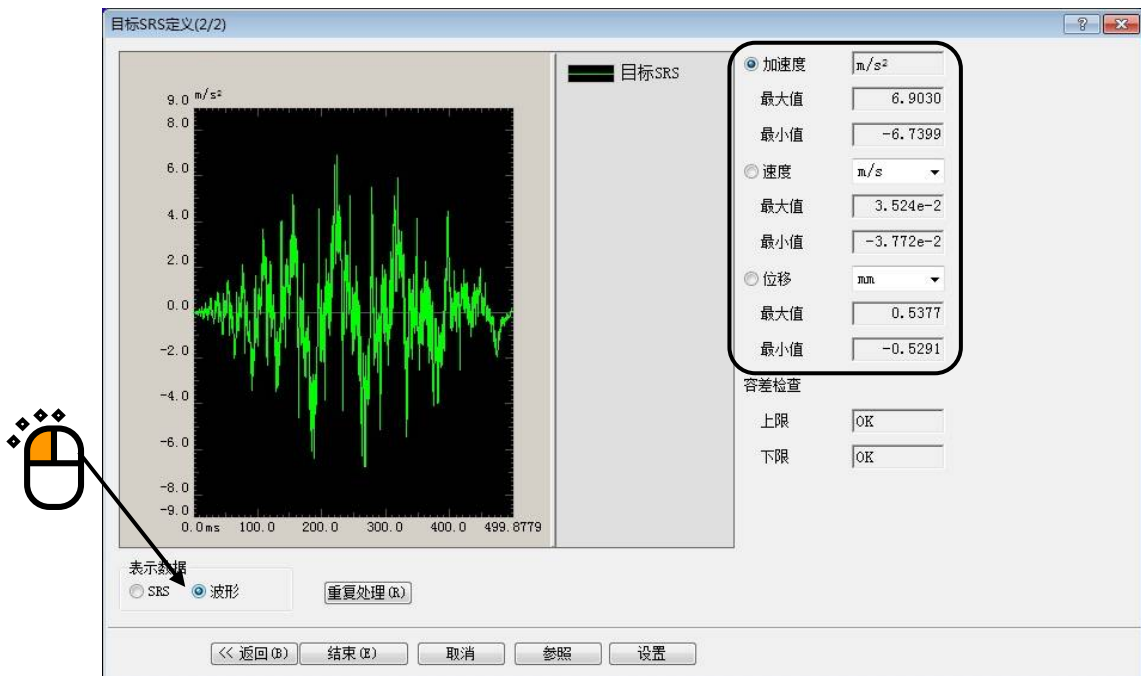 目标SRS定义(2/2)
目标SRS
m/s²
9.0
8.0
6.0
4.0
2.0
0.0
-2.0
-4.0
-6.0
-8.0
-9.0
0.0ms 100.0 200.0 300.0 400.0 499.8779
加速度 m/s²
最大值 6.9030
最小值 -6.7399
速度 m/s
最大值 3.524e-2
最小值 -3.772e-2
位移 mm
最大值 0.5377
最小值 -0.5291
容差检查
上限 OK
下限 OK
表示数据
SRS 波形
重复处理(R)
<< 返回(B) 结束(E) 取消 参照 设置